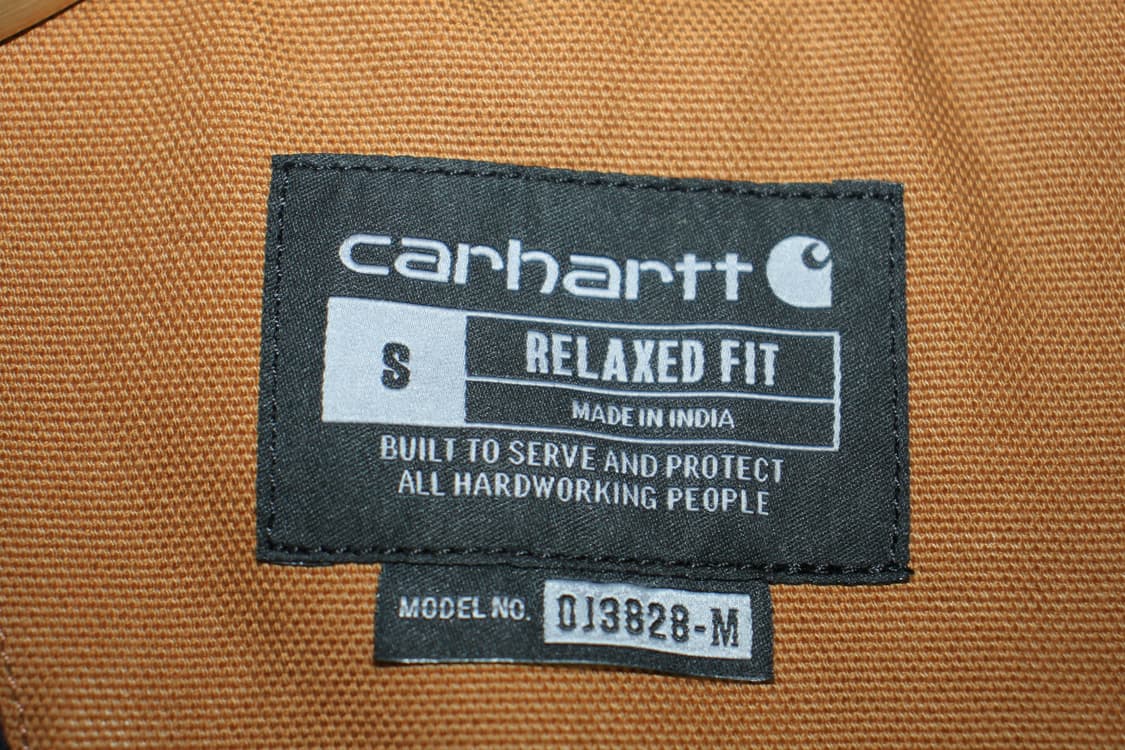 carhartt
S
RELAXED FIT
MADE IN INDIA
BUILT TO SERVE AND PROTECT
ALL HARDWORKING PEOPLE
MODEL NO. OJ3828-M